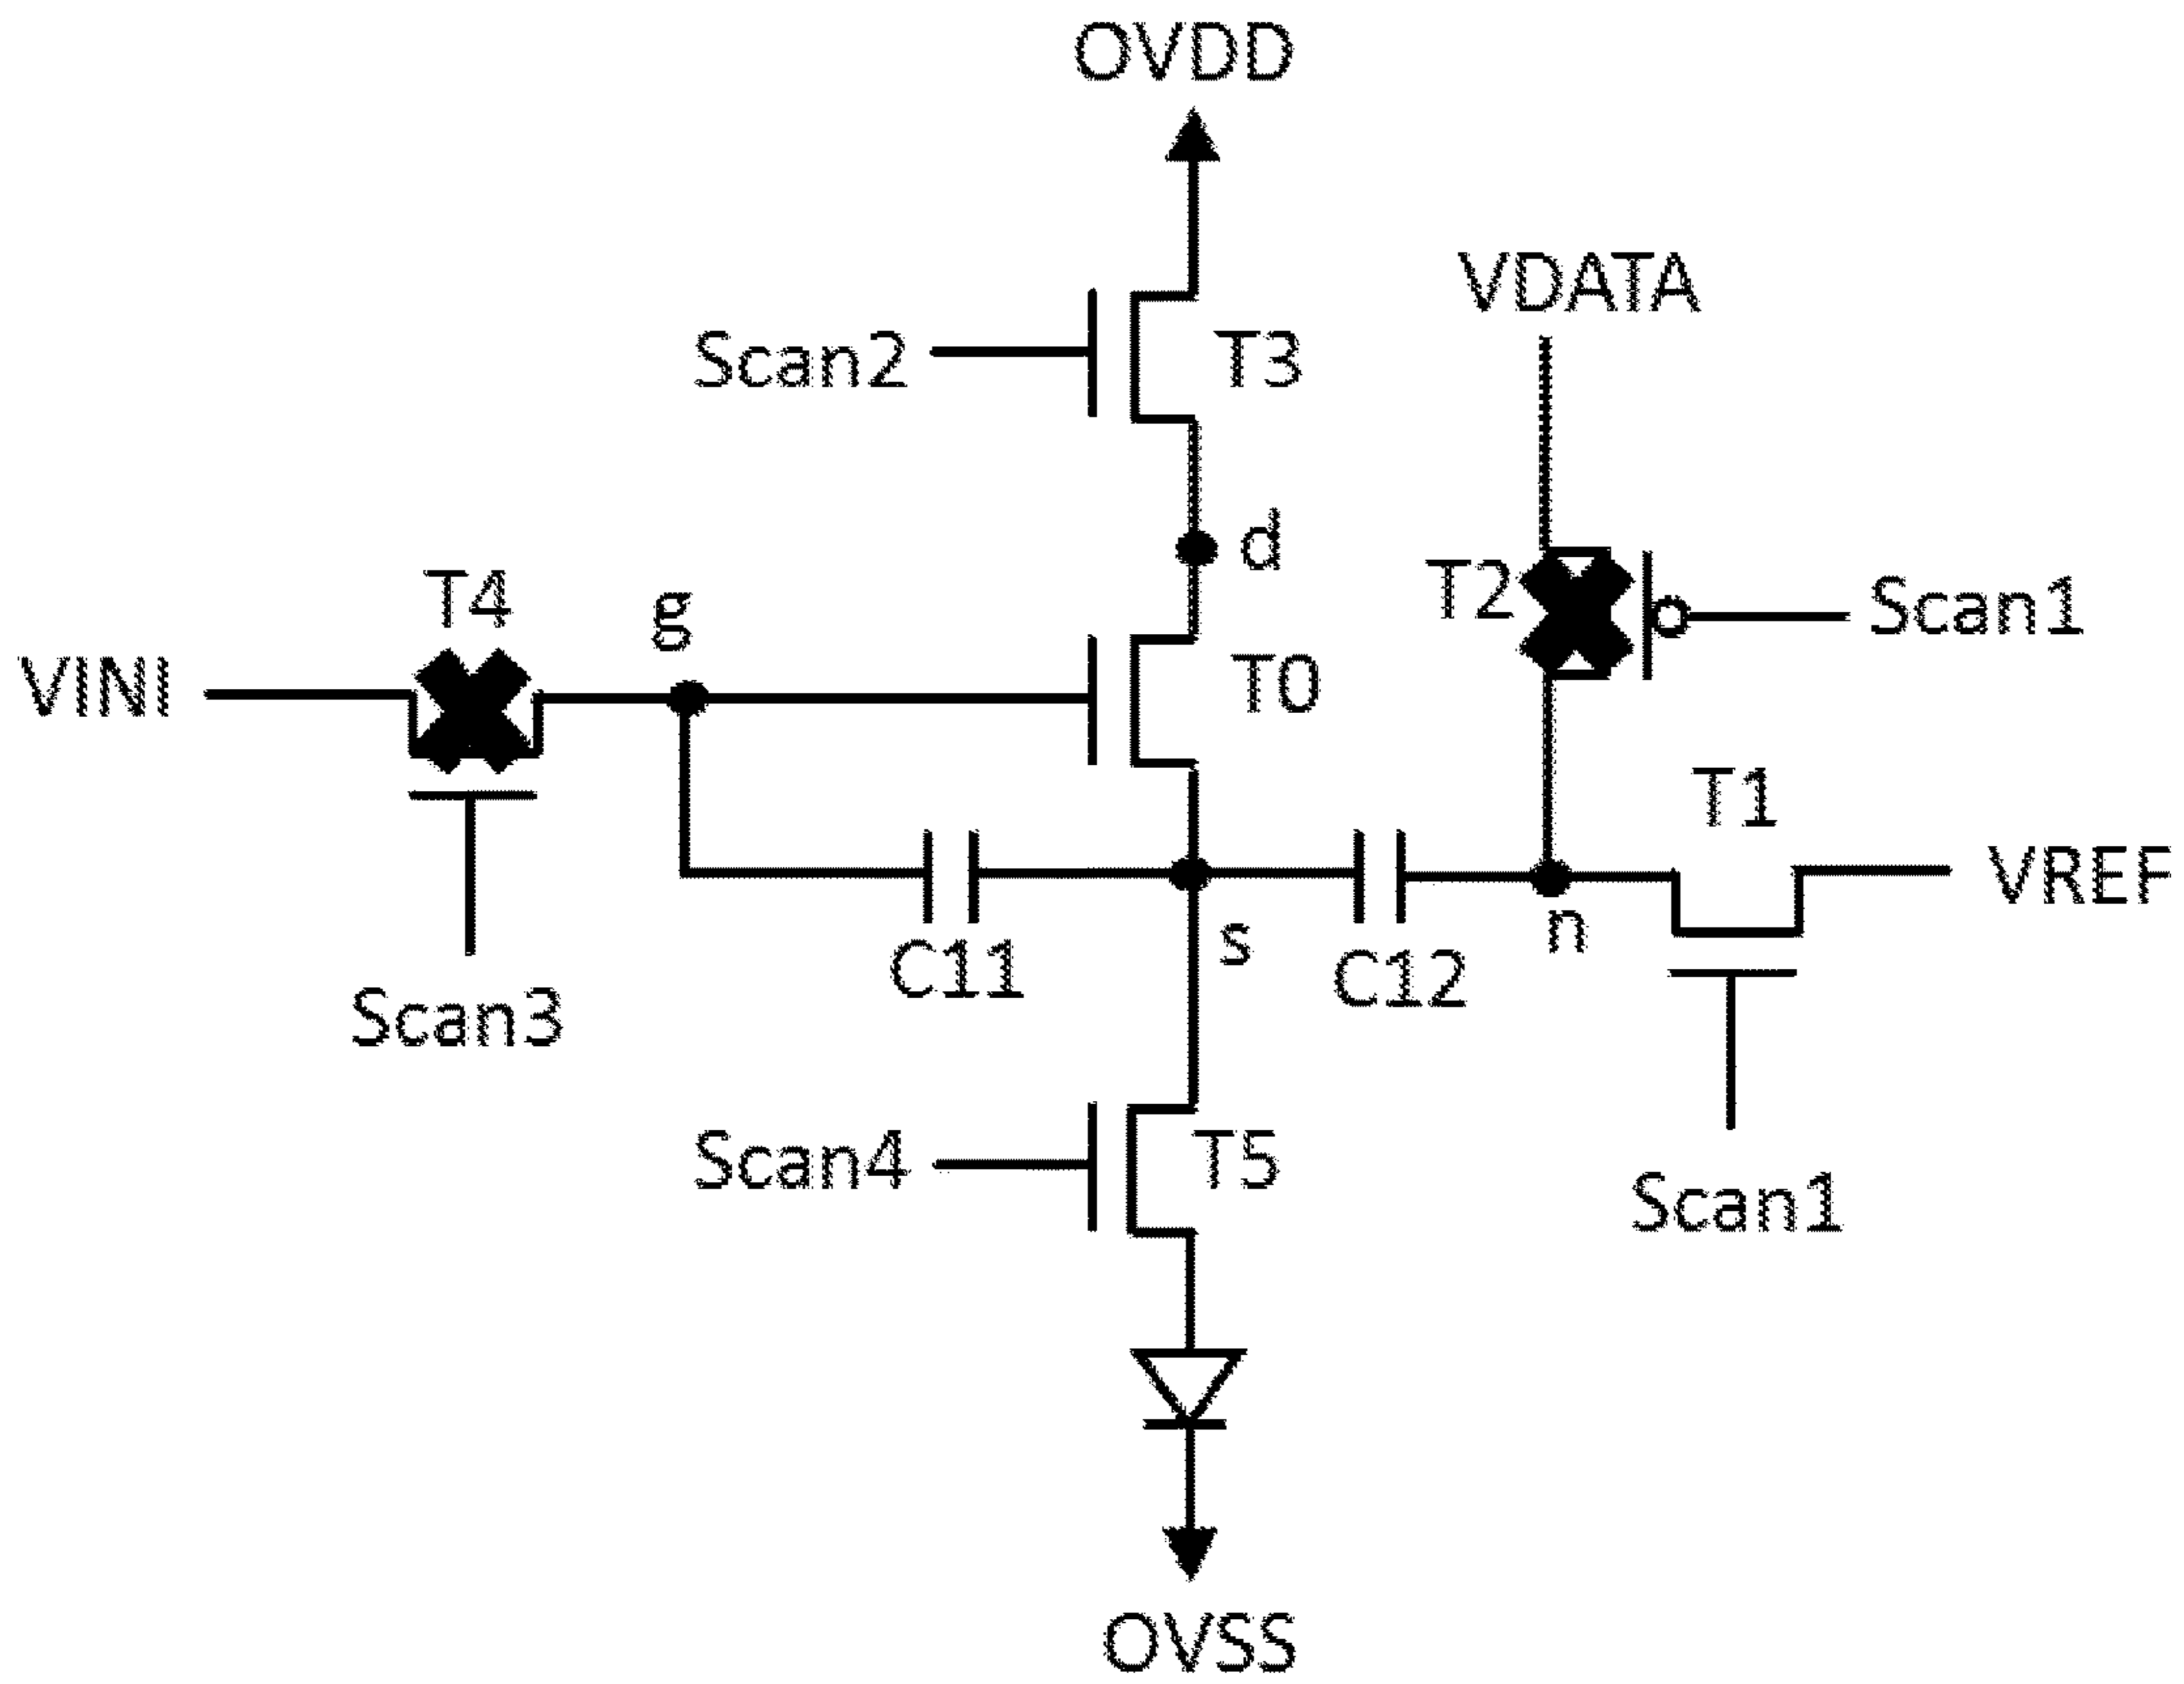 OVDD
VDATA
Scan2
T3
d
T4
g
T2
Scan1
VINI
T0
T1
VREF
s
n
C11
C12
Scan3
Scan4
T5
Scan1
OVSS